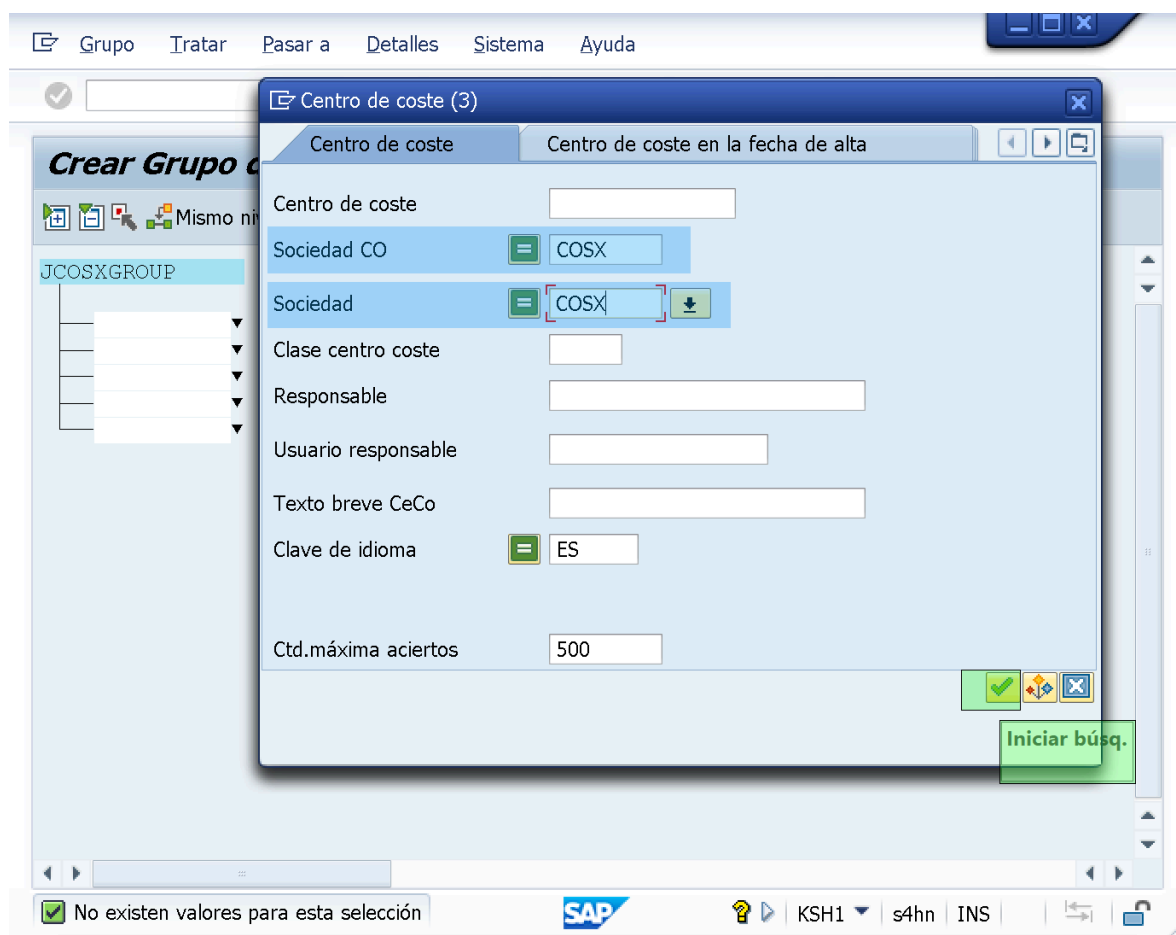 Grupo Tratar Pasar a Detalles Sistema Ayuda
Centro de coste (3)
Centro de coste Centro de coste en la fecha de alta
Crear Grupo
Mismo
Centro de coste
Sociedad CO = COSX
JCOSXGROUP
Sociedad = COSX
Clase centro coste
Responsable
Usuario responsable
Texto breve CeCo
Clave de idioma = ES
Ctd.máxima aciertos 500
Iniciar búsq.
No existen valores para esta selección SAP KSH1 s4hn INS